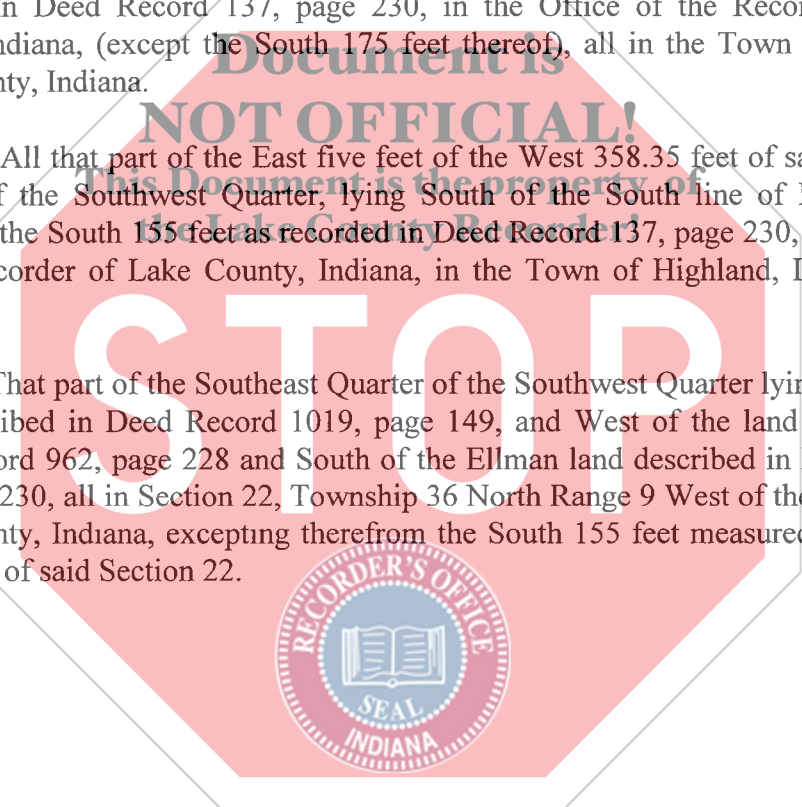 in Deed Record 137, page 230, in the Office of the Recor
ndiana, (except the South 175 feet thereof), all in the Town
nty, Indiana.
Document is
NOT OFFICIAL!
This Document is the property of
the Lake County Recorder!
All that part of the East five feet of the West 358.35 feet of sa
f the Southwest Quarter, lying South of the South line of
the South 155 feet as recorded in Deed Record 137, page 230,
corder of Lake County, Indiana, in the Town of Highland,
STOP
That part of the Southeast Quarter of the Southwest Quarter lyin
ibed in Deed Record 1019, page 149, and West of the land
ord 962, page 228 and South of the Ellman land described in
230, all in Section 22, Township 36 North Range 9 West of the
nty, Indiana, excepting therefrom the South 155 feet measured
of said Section 22.
RECORDER'S OFFICE
SEAL
INDIANA